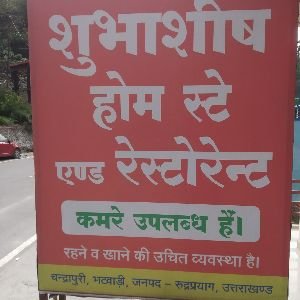 शुभाशीष
होम स्टे
एण्ड रेस्टोरेन्ट
कमरे उपलब्ध हैं।
रहने व खाने की उचित व्यवस्था है।
चन्द्रापुरी, भटवाड़ी, जनपद - रूद्रप्रयाग, उत्तराखण्ड